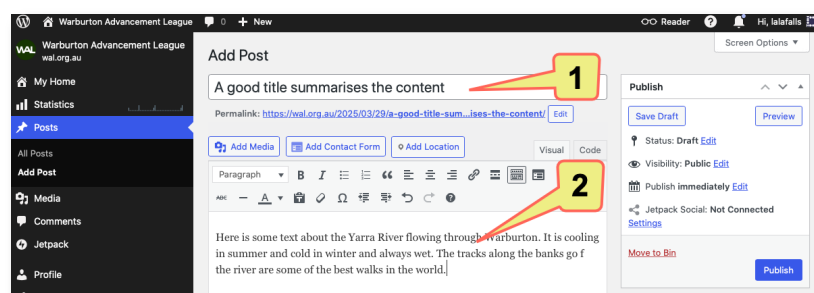 Warburton Advancement League 0 + New Reader Hi, lalafalls
WAL Warburton Advancement League
wal.org.au
My Home
Statistics
Posts
All Posts
Add Post
Media
Comments
Jetpack
Profile
Screen Options ▼
Add Post
A good title summarises the content
1
Permalink: https://wal.org.au/2025/03/29/a-good-title-sum...ises-the-content/ Edit
Add Media Add Contact Form Add Location Visual Code
Paragraph B I
ABC A Ω
2
Here is some text about the Yarra River flowing through Warburton. It is cooling
in summer and cold in winter and always wet. The tracks along the banks go f
the river are some of the best walks in the world.
Publish
Save Draft Preview
Status: Draft Edit
Visibility: Public Edit
Publish immediately Edit
Jetpack Social: Not Connected
Settings
Move to Bin
Publish